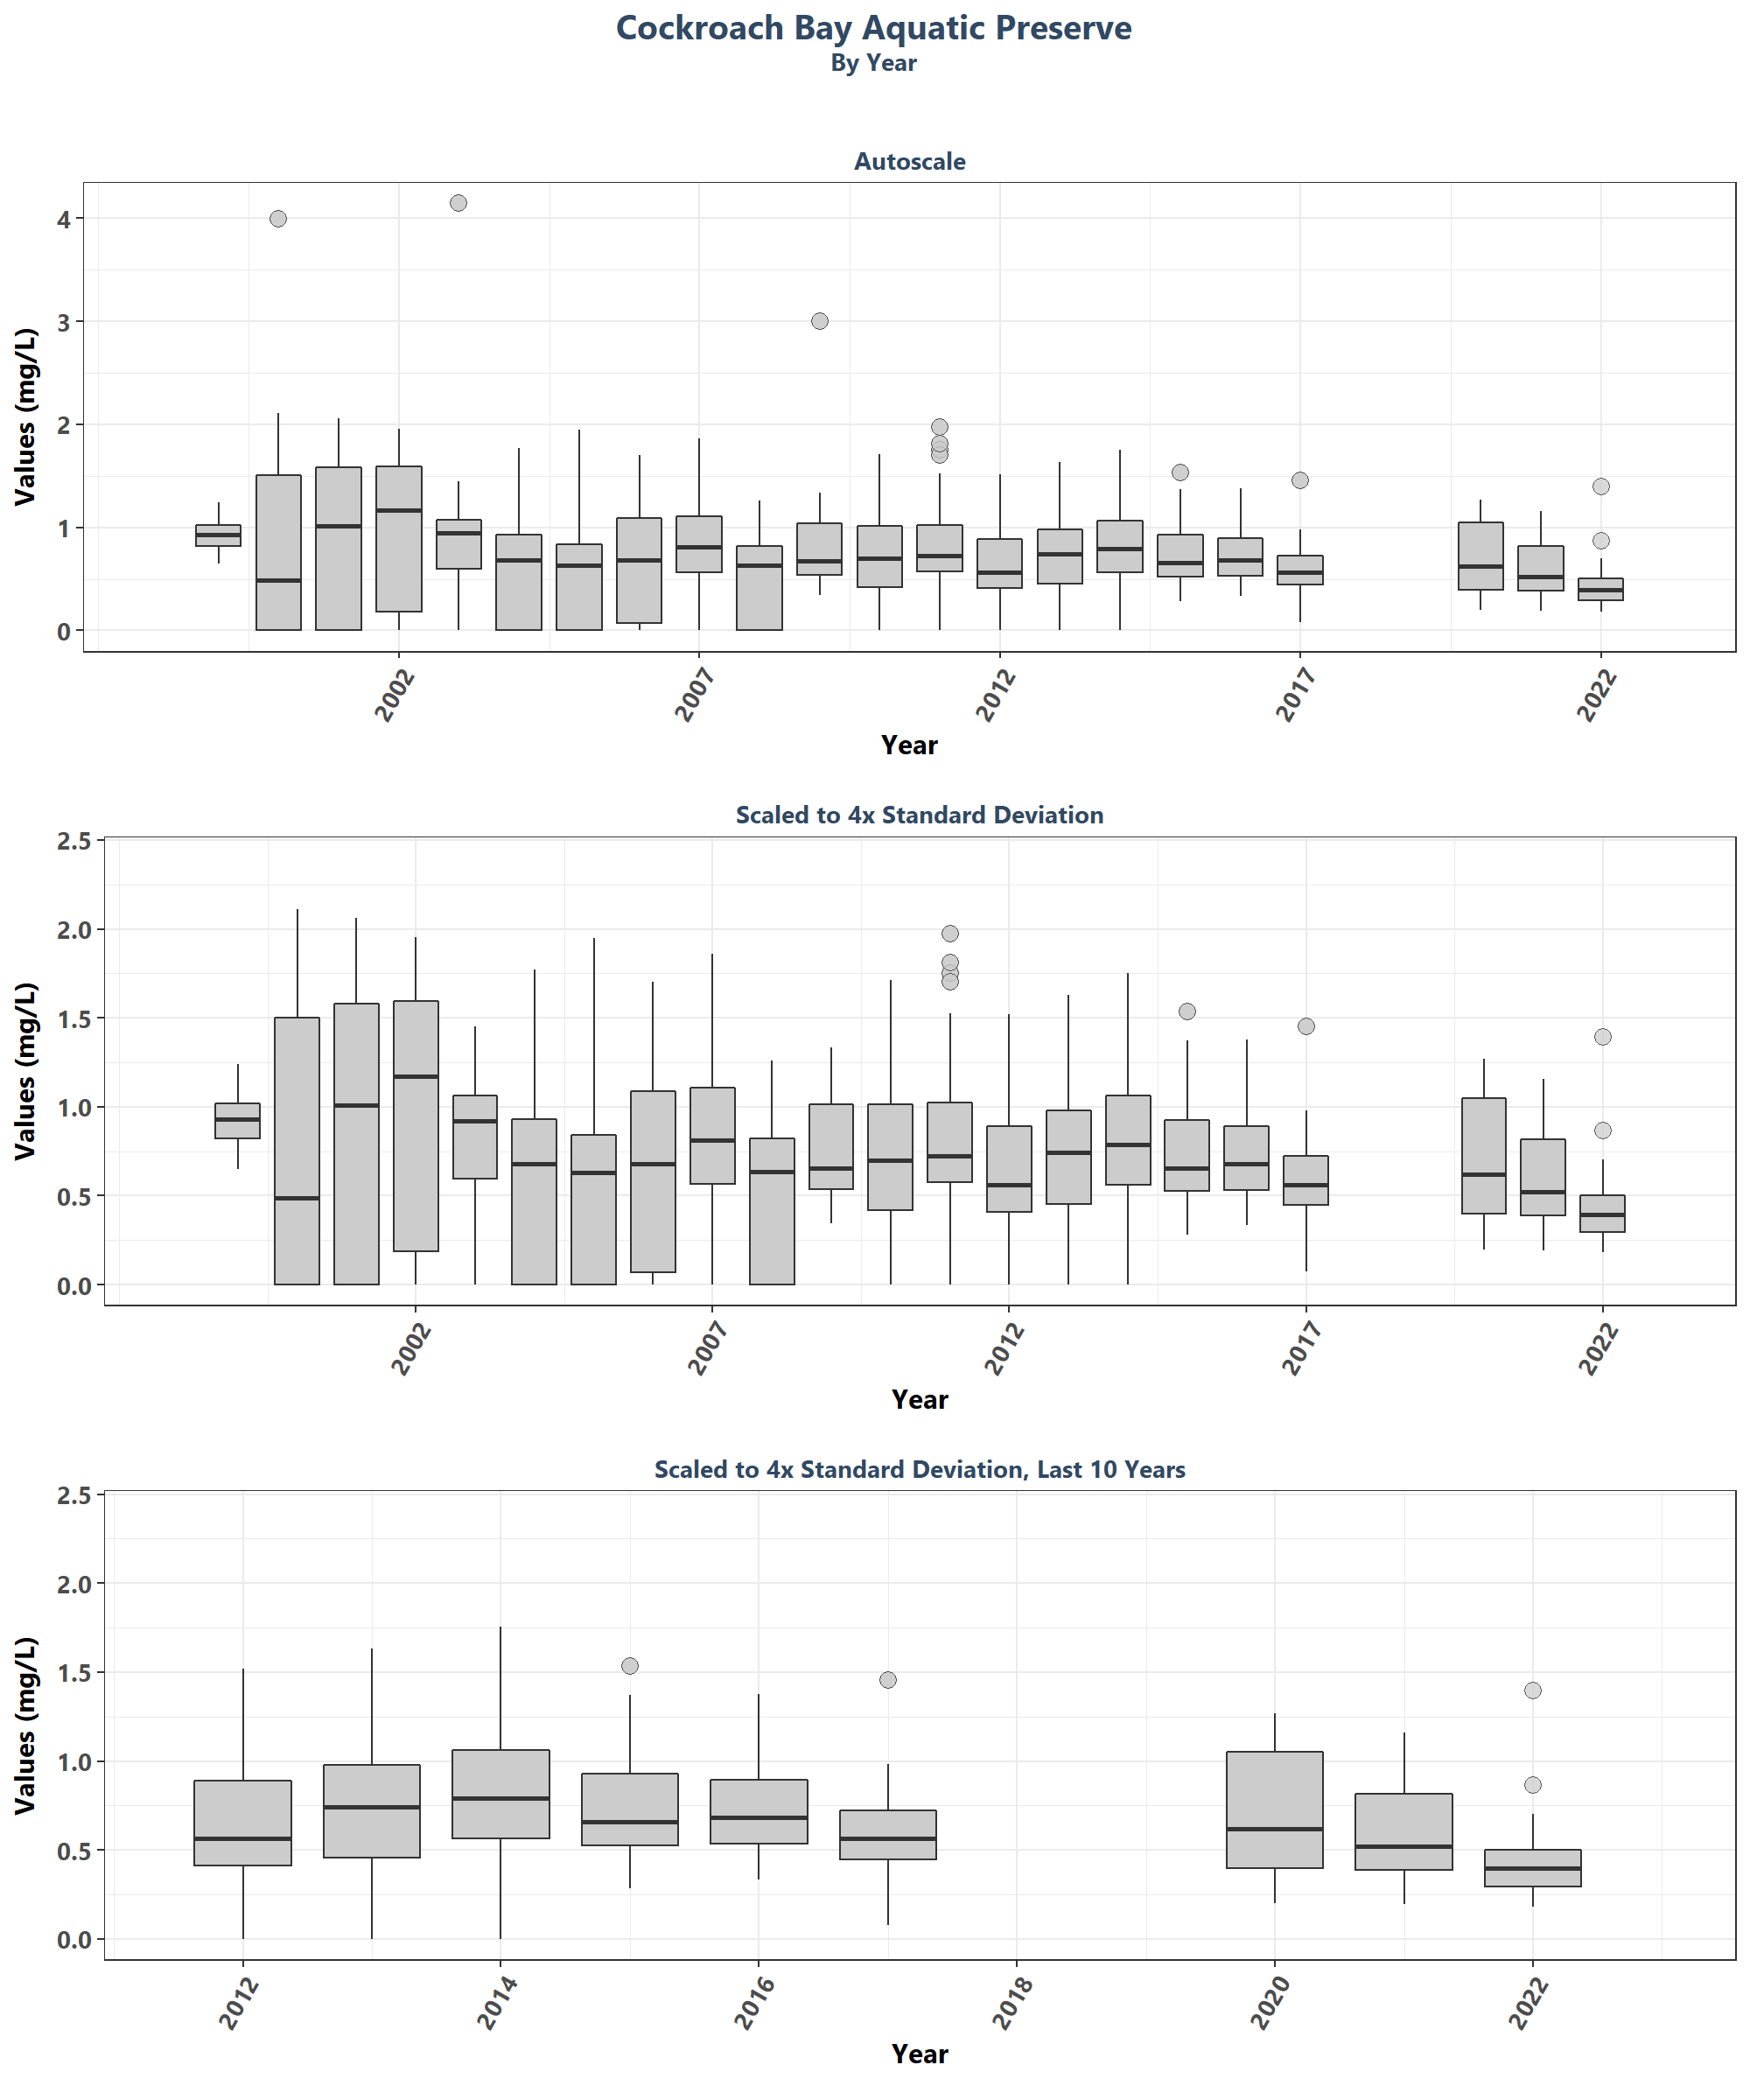 Cockroach Bay Aquatic Preserve
By Year
Autoscale
Values (mg/L)
4
3
2
1
0
2002 2007 2012 2017 2022
Year
Scaled to 4x Standard Deviation
Values (mg/L)
2.5
2.0
1.5
1.0
0.5
0.0
2002 2007 2012 2017 2022
Year
Scaled to 4x Standard Deviation, Last 10 Years
Values (mg/L)
2.5
2.0
1.5
1.0
0.5
0.0
2012 2014 2016 2018 2020 2022
Year